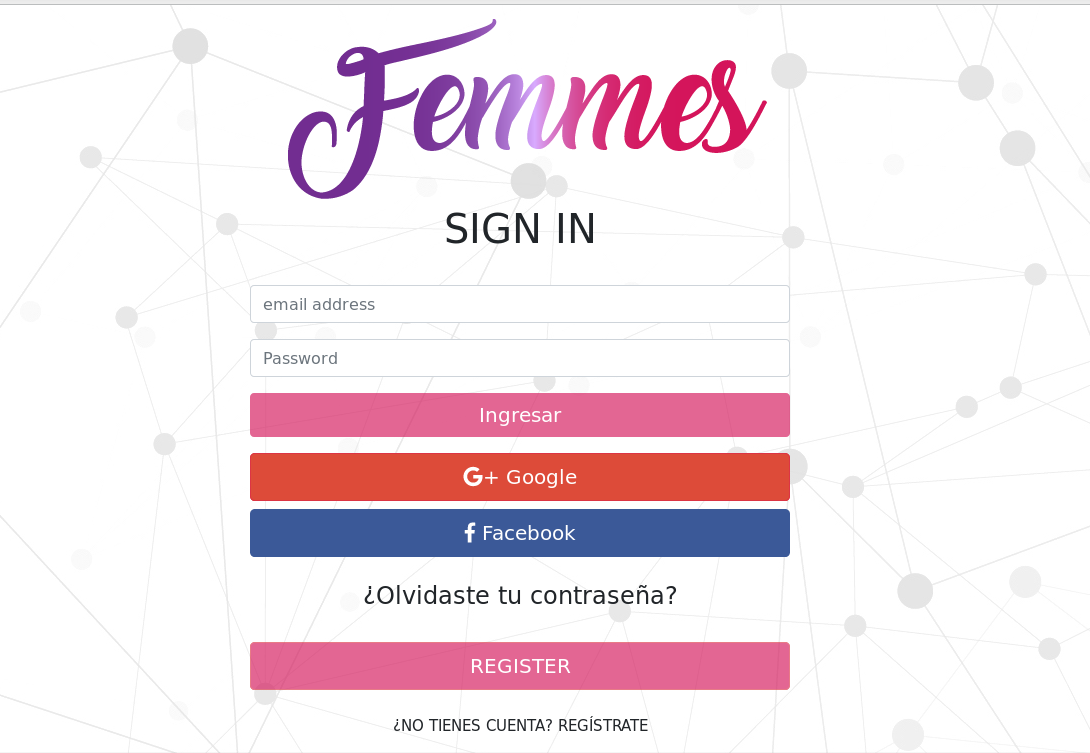 Femmes
SIGN IN
email address
Password
Ingresar
G+ Google
f Facebook
¿Olvidaste tu contraseña?
REGISTER
¿NO TIENES CUENTA? REGÍSTRATE